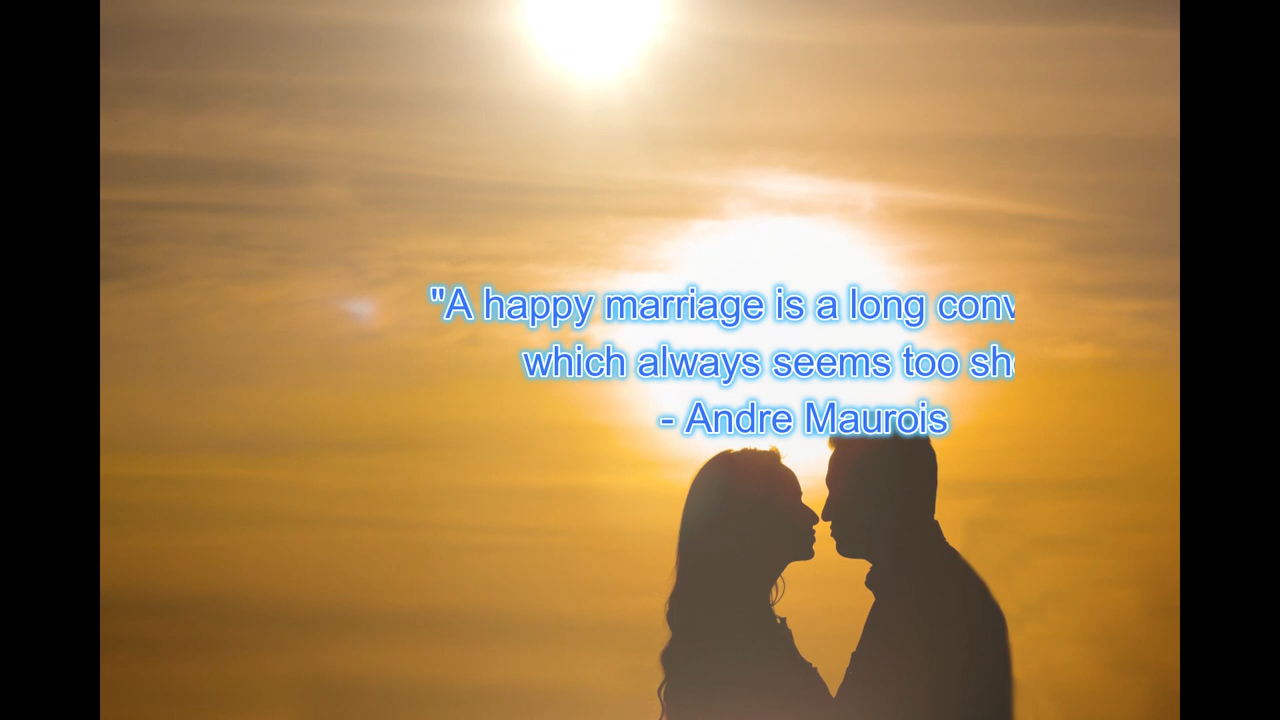 "A happy marriage is a long conv
which always seems too sh
- Andre Maurois